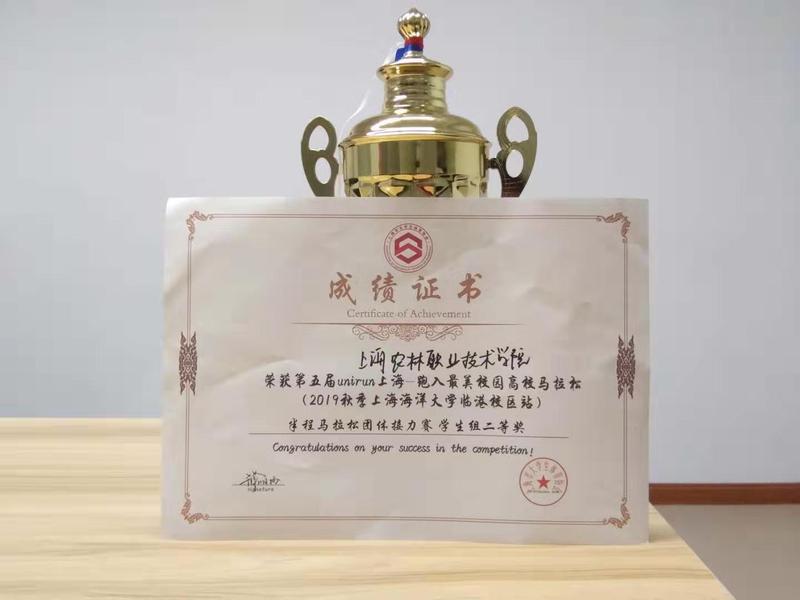 成绩证书
Certificate of Achievement
上海农林职业技术学院
荣获第五届unirun上海—跑入最美校园高校马拉松
(2019秋季上海海洋大学临港校区站)
半程马拉松团体接力赛学生组二等奖
Congratulations on your success in the competition!
signature